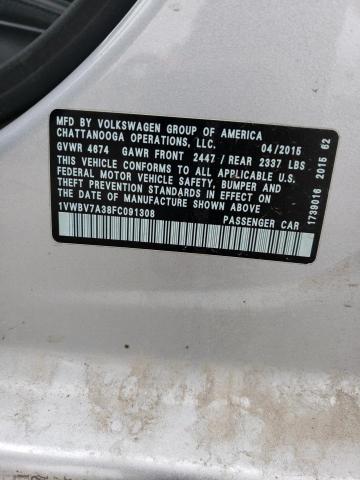 MFD BY VOLKSWAGEN GROUP OF AMERICA
CHATTANOOGA OPERATIONS, LLC. 04/2015
GVWR 4674 GAWR FRONT 2447 / REAR 2337 LBS
THIS VEHICLE CONFORMS TO ALL APPLICABLE U.S.
FEDERAL MOTOR VEHICLE SAFETY, BUMPER AND
THEFT PREVENTION STANDARDS IN EFFECT ON
THE DATE OF MANUFACTURE SHOWN ABOVE
1VWBV7A38FC091308 PASSENGER CAR
1739016 2015 62